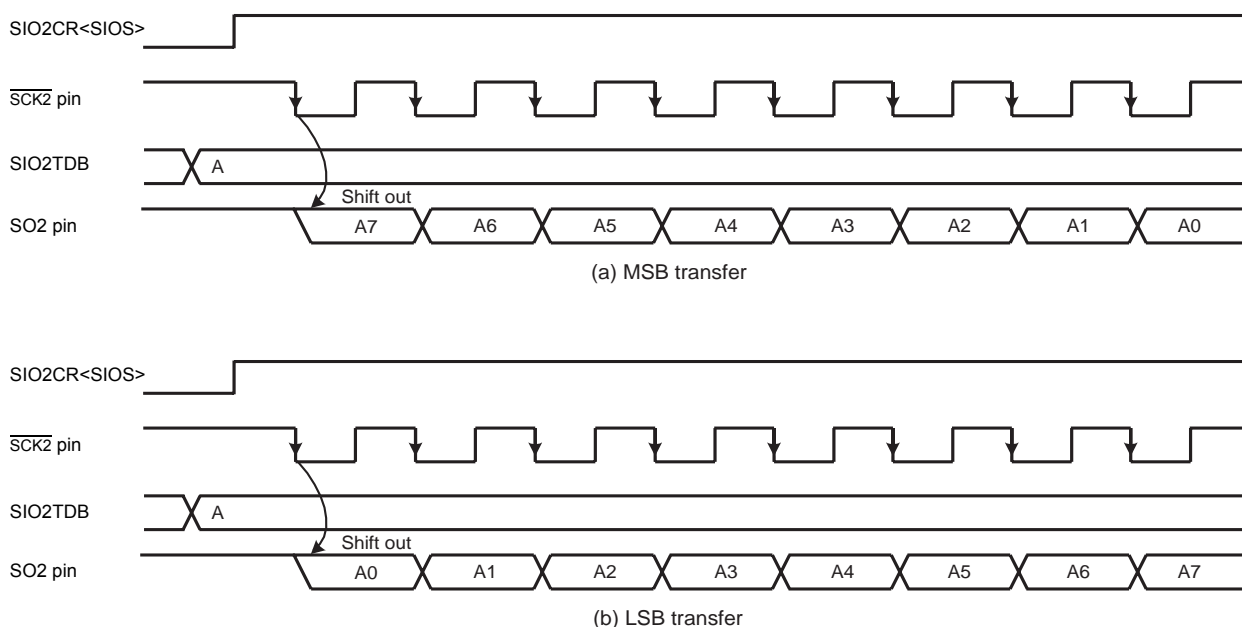 SIO2CR<SIOS>
SCK2 pin
SIO2TDB
A
Shift out
SO2 pin
A7 A6 A5 A4 A3 A2 A1 A0
(a) MSB transfer
SIO2CR<SIOS>
SCK2 pin
SIO2TDB
A
Shift out
SO2 pin
A0 A1 A2 A3 A4 A5 A6 A7
(b) LSB transfer